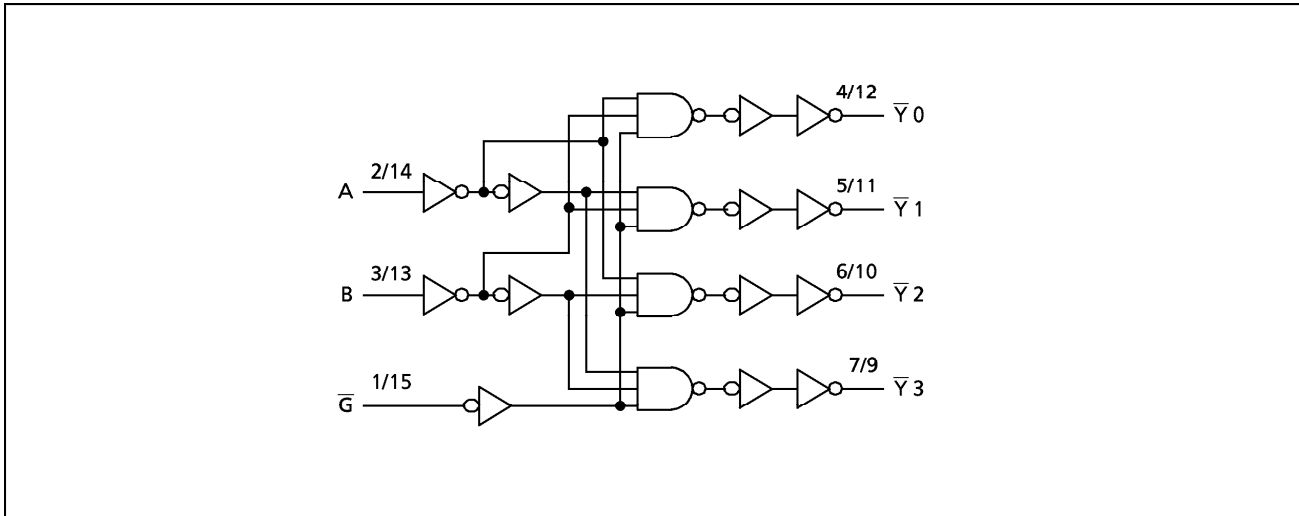 4/12
Y̅ 0
2/14
A
5/11
Y̅ 1
3/13
B
6/10
Y̅ 2
1/15
G̅
7/9
Y̅ 3